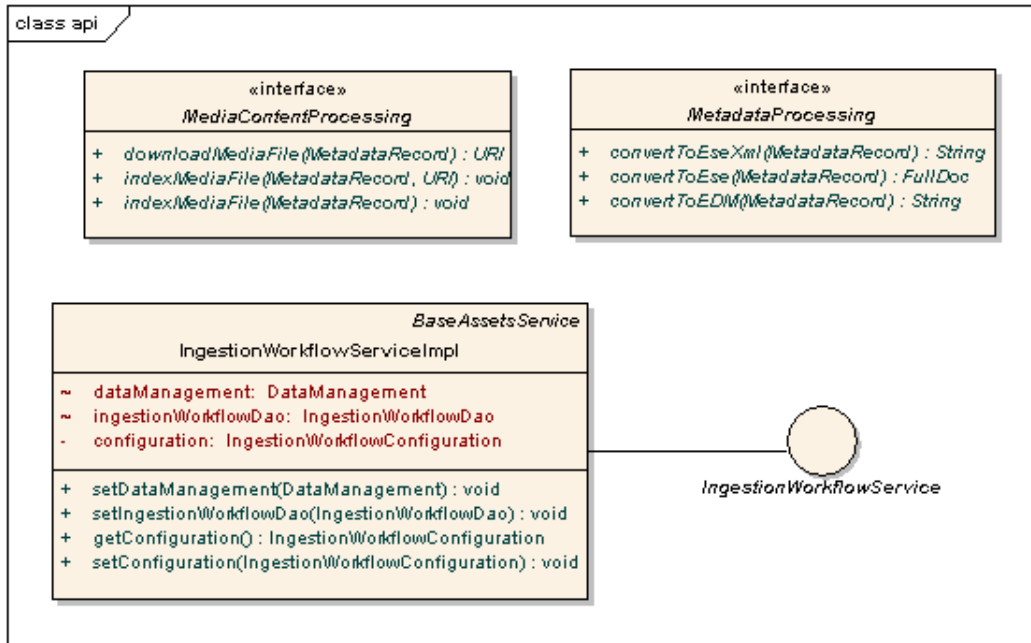 class api
«interface»
MediaContentProcessing
+ downloadMediaFile(MetadataRecord) : URI
+ indexMediaFile(MetadataRecord, URI) : void
+ indexMediaFile(MetadataRecord) : void
«interface»
MetadataProcessing
+ convertToEseXml(MetadataRecord) : String
+ convertToEse(MetadataRecord) : FullDoc
+ convertToEDM(MetadataRecord) : String
BaseAssetsService
IngestionWorkflowServiceImpl
~ dataManagement: DataManagement
~ ingestionWorkflowDao: IngestionWorkflowDao
- configuration: IngestionWorkflowConfiguration
+ setDataManagement(DataManagement) : void
+ setIngestionWorkflowDao(IngestionWorkflowDao) : void
+ getConfiguration() : IngestionWorkflowConfiguration
+ setConfiguration(IngestionWorkflowConfiguration) : void
IngestionWorkflowService